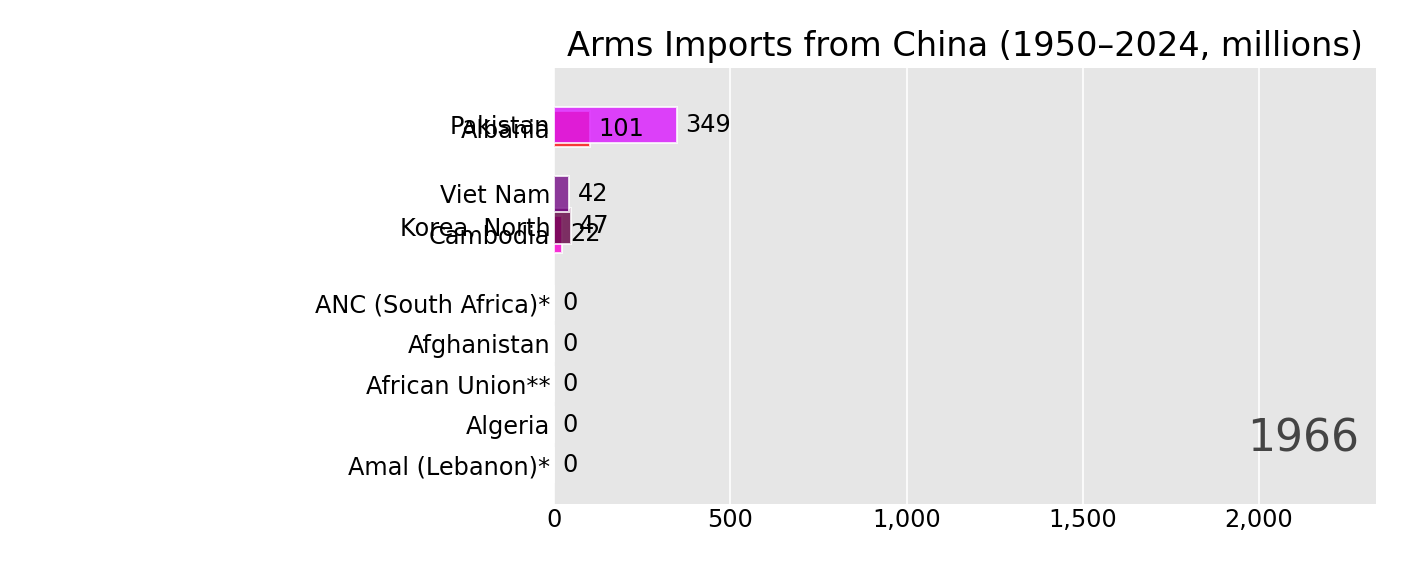 Arms Imports from China (1950–2024, millions)
Pakistan 349
Albania 101
Viet Nam 42
Korea, North 47
Cambodia 22
ANC (South Africa)* 0
Afghanistan 0
African Union** 0
Algeria 0
Amal (Lebanon)* 0
1966
0 500 1,000 1,500 2,000